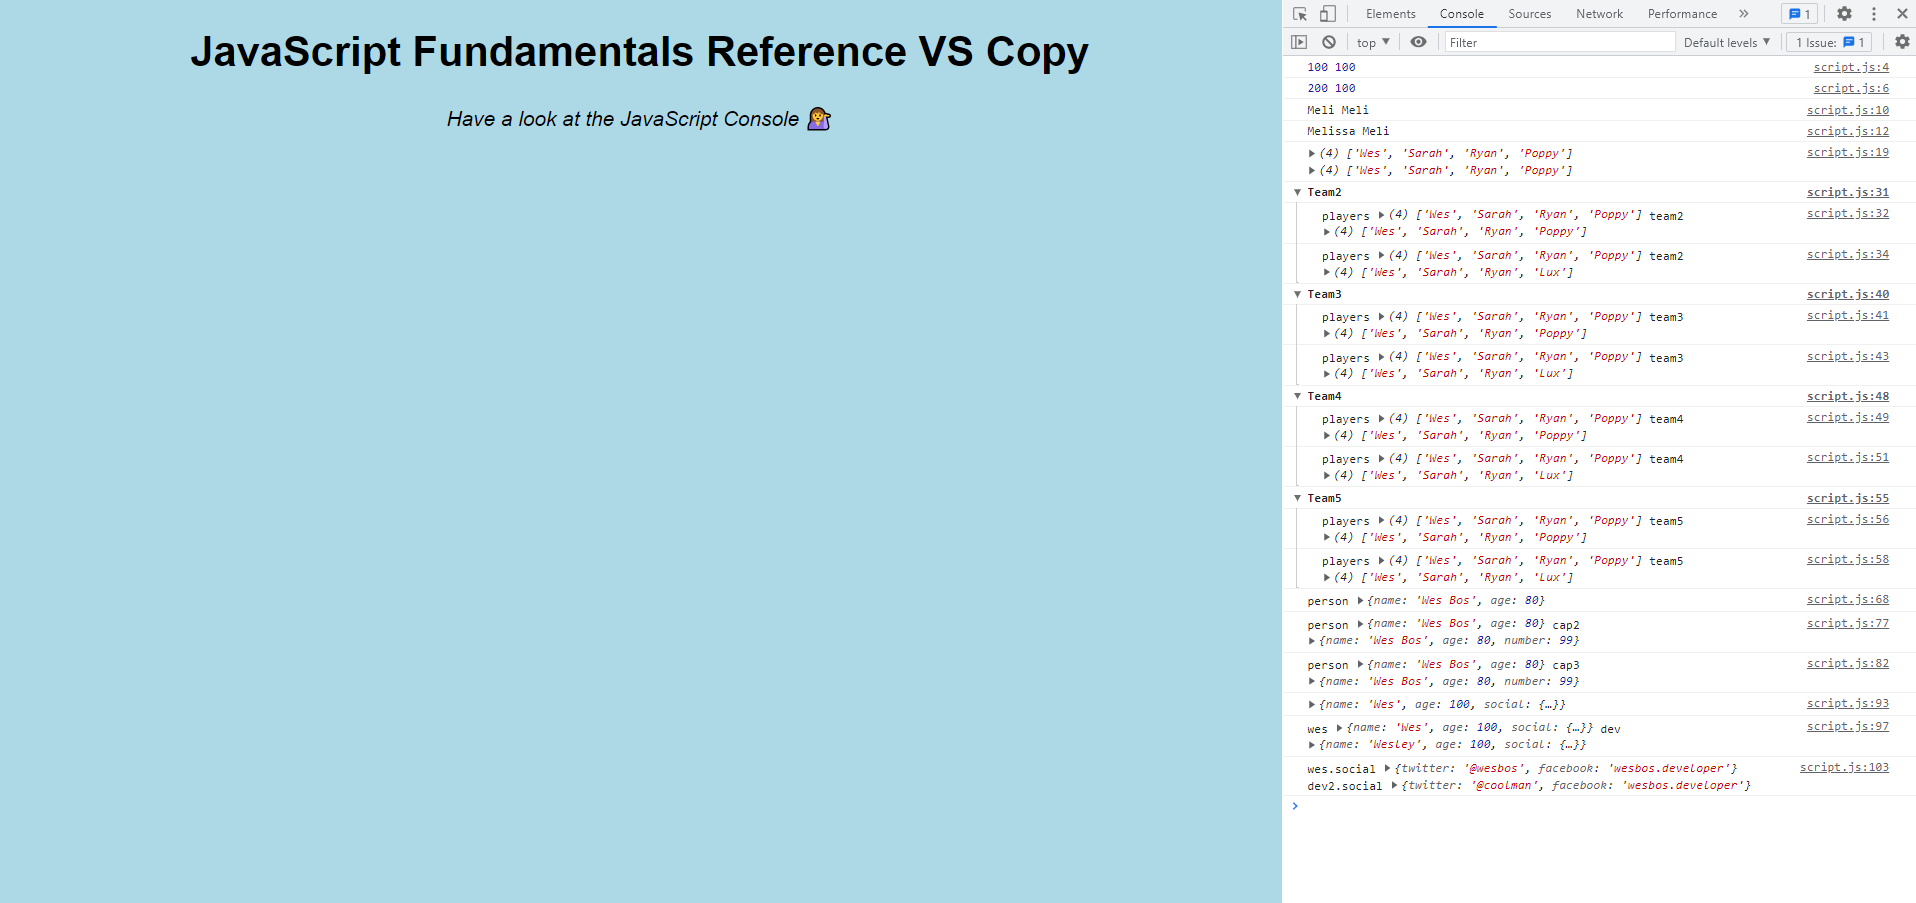 JavaScript Fundamentals Reference VS Copy
Have a look at the JavaScript Console 💁
Elements Console Sources Network Performance » 1
top ▼ Filter Default levels ▼ 1 Issue: 1
100 100 script.js:4
200 100 script.js:6
Meli Meli script.js:10
Melissa Meli script.js:12
▶(4) ['Wes', 'Sarah', 'Ryan', 'Poppy'] script.js:19
▶(4) ['Wes', 'Sarah', 'Ryan', 'Poppy']
▼ Team2 script.js:31
players ▶(4) ['Wes', 'Sarah', 'Ryan', 'Poppy'] team2 script.js:32
▶(4) ['Wes', 'Sarah', 'Ryan', 'Poppy']
players ▶(4) ['Wes', 'Sarah', 'Ryan', 'Poppy'] team2 script.js:34
▶(4) ['Wes', 'Sarah', 'Ryan', 'Lux']
▼ Team3 script.js:40
players ▶(4) ['Wes', 'Sarah', 'Ryan', 'Poppy'] team3 script.js:41
▶(4) ['Wes', 'Sarah', 'Ryan', 'Poppy']
players ▶(4) ['Wes', 'Sarah', 'Ryan', 'Poppy'] team3 script.js:43
▶(4) ['Wes', 'Sarah', 'Ryan', 'Lux']
▼ Team4 script.js:48
players ▶(4) ['Wes', 'Sarah', 'Ryan', 'Poppy'] team4 script.js:49
▶(4) ['Wes', 'Sarah', 'Ryan', 'Poppy']
players ▶(4) ['Wes', 'Sarah', 'Ryan', 'Poppy'] team4 script.js:51
▶(4) ['Wes', 'Sarah', 'Ryan', 'Lux']
▼ Team5 script.js:55
players ▶(4) ['Wes', 'Sarah', 'Ryan', 'Poppy'] team5 script.js:56
▶(4) ['Wes', 'Sarah', 'Ryan', 'Poppy']
players ▶(4) ['Wes', 'Sarah', 'Ryan', 'Poppy'] team5 script.js:58
▶(4) ['Wes', 'Sarah', 'Ryan', 'Lux']
person ▶{name: 'Wes Bos', age: 80} script.js:68
person ▶{name: 'Wes Bos', age: 80} cap2 script.js:77
▶{name: 'Wes Bos', age: 80, number: 99}
person ▶{name: 'Wes Bos', age: 80} cap3 script.js:82
▶{name: 'Wes Bos', age: 80, number: 99}
▶{name: 'Wes', age: 100, social: {…}} script.js:93
wes ▶{name: 'Wes', age: 100, social: {…}} dev script.js:97
▶{name: 'Wesley', age: 100, social: {…}}
wes.social ▶{twitter: '@wesbos', facebook: 'wesbos.developer'} script.js:103
dev2.social ▶{twitter: '@coolman', facebook: 'wesbos.developer'}